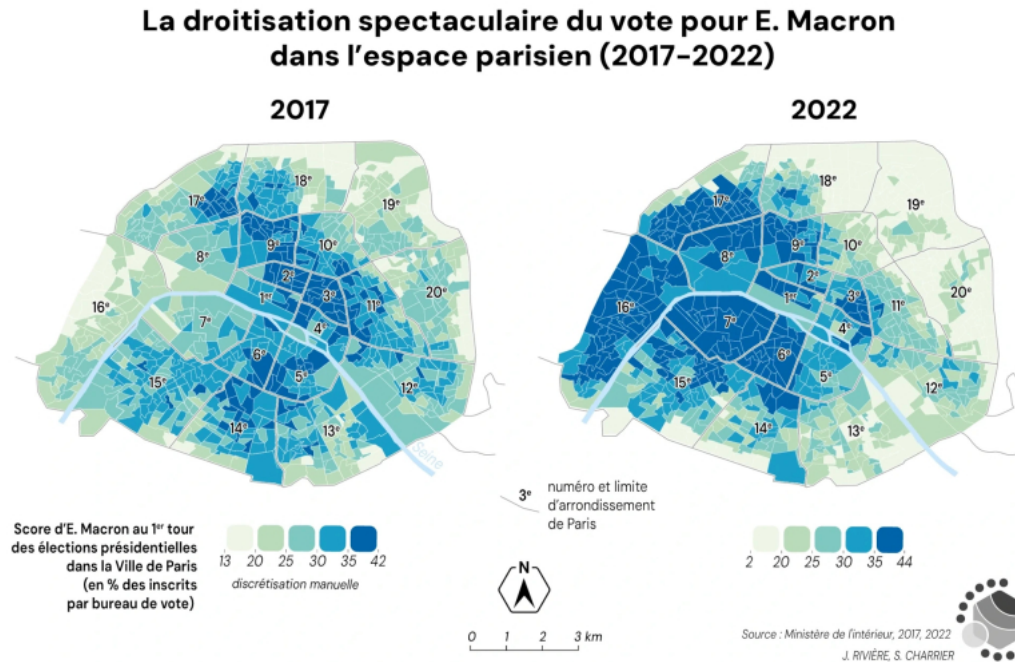 La droitisation spectaculaire du vote pour E. Macron
dans l'espace parisien (2017-2022)
2017
2022
17e
18e
19e
8e
9e
10e
2e
1er
3e
11e
20e
16e
7e
4e
6e
5e
15e
12e
14e
13e
Seine
17e
18e
19e
8e
9e
10e
2e
1er
3e
11e
20e
16e
7e
4e
6e
5e
15e
12e
14e
13e
3e
numéro et limite
d'arrondissement
de Paris
Score d'E. Macron au 1er tour
des élections présidentielles
dans la Ville de Paris
(en % des inscrits
par bureau de vote)
13 20 25 30 35 42
discrétisation manuelle
2 20 25 30 35 44
N
0 1 2 3 km
Source : Ministère de l'intérieur, 2017, 2022
J. RIVIÈRE, S. CHARRIER